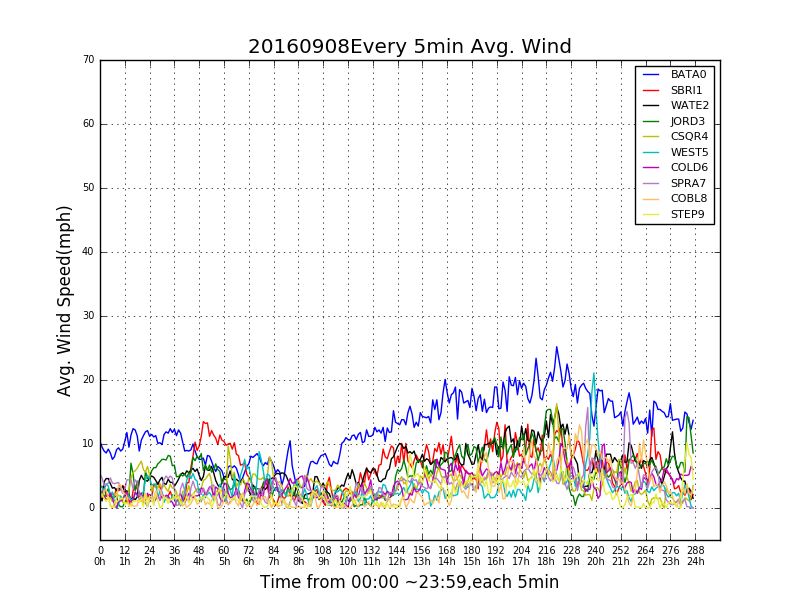 20160908Every 5min Avg. Wind
70
60
50
40
30
20
10
0
Avg. Wind Speed(mph)
BATA0
SBRI1
WATE2
JORD3
CSQR4
WEST5
COLD6
SPRA7
COBL8
STEP9
0 12 24 36 48 60 72 84 96 108 120 132 144 156 168 180 192 204 216 228 240 252 264 276 288
0h 1h 2h 3h 4h 5h 6h 7h 8h 9h 10h 11h 12h 13h 14h 15h 16h 17h 18h 19h 20h 21h 22h 23h 24h
Time from 00:00 ~23:59,each 5min